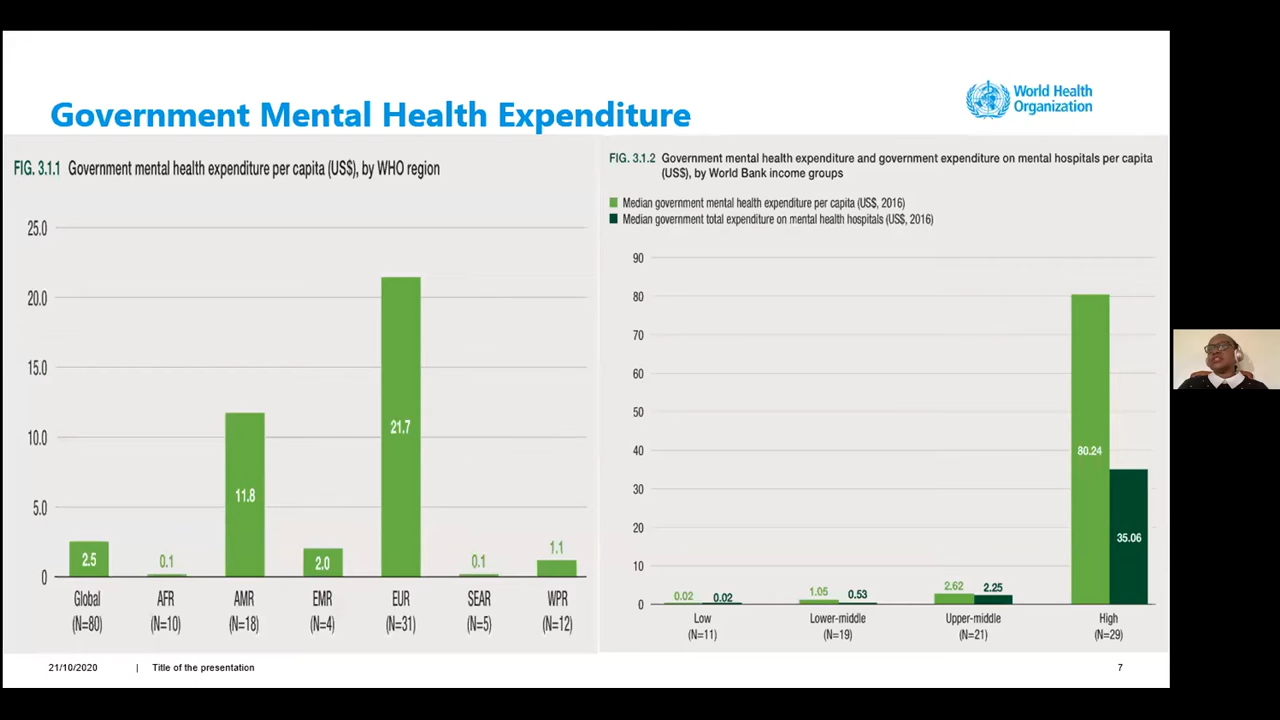 Government Mental Health Expenditure
World Health
Organization
FIG. 3.1.1 Government mental health expenditure per capita (US$), by WHO region
25.0
20.0
15.0
10.0
5.0
0
2.5
0.1
11.8
2.0
21.7
0.1
1.1
Global AFR AMR EMR EUR SEAR WPR
(N=80) (N=10) (N=18) (N=4) (N=31) (N=5) (N=12)
FIG. 3.1.2 Government mental health expenditure and government expenditure on mental hospitals per capita
(US$), by World Bank income groups
Median government mental health expenditure per capita (US$, 2016)
Median government total expenditure on mental health hospitals (US$, 2016)
90
80
70
60
50
40
30
20
10
0
0.02 0.02
1.05 0.53
2.62 2.25
80.24
35.06
Low Lower-middle Upper-middle High
(N=11) (N=19) (N=21) (N=29)
21/10/2020 | Title of the presentation 7